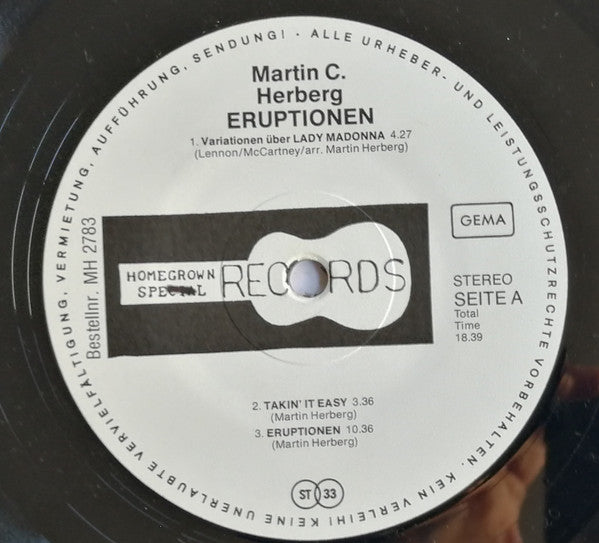 ALLE URHEBER- UND LEISTUNGSSCHUTZRECHTE VORBEHALTEN. KEIN VERLEIH! KEINE UNERLAUBTE VERVIELFÄLTIGUNG, VERMIETUNG, AUFFÜHRUNG, SENDUNG! ·
Martin C.
Herberg
ERUPTIONEN
1. Variationen über LADY MADONNA 4.27
(Lennon/McCartney/arr. Martin Herberg)
Bestellnr. MH 2783
HOMEGROWN
SPECIAL
RECORDS
GEMA
STEREO
SEITE A
Total
Time
18.39
2. TAKIN' IT EASY 3.36
(Martin Herberg)
3. ERUPTIONEN 10.36
(Martin Herberg)
ST 33